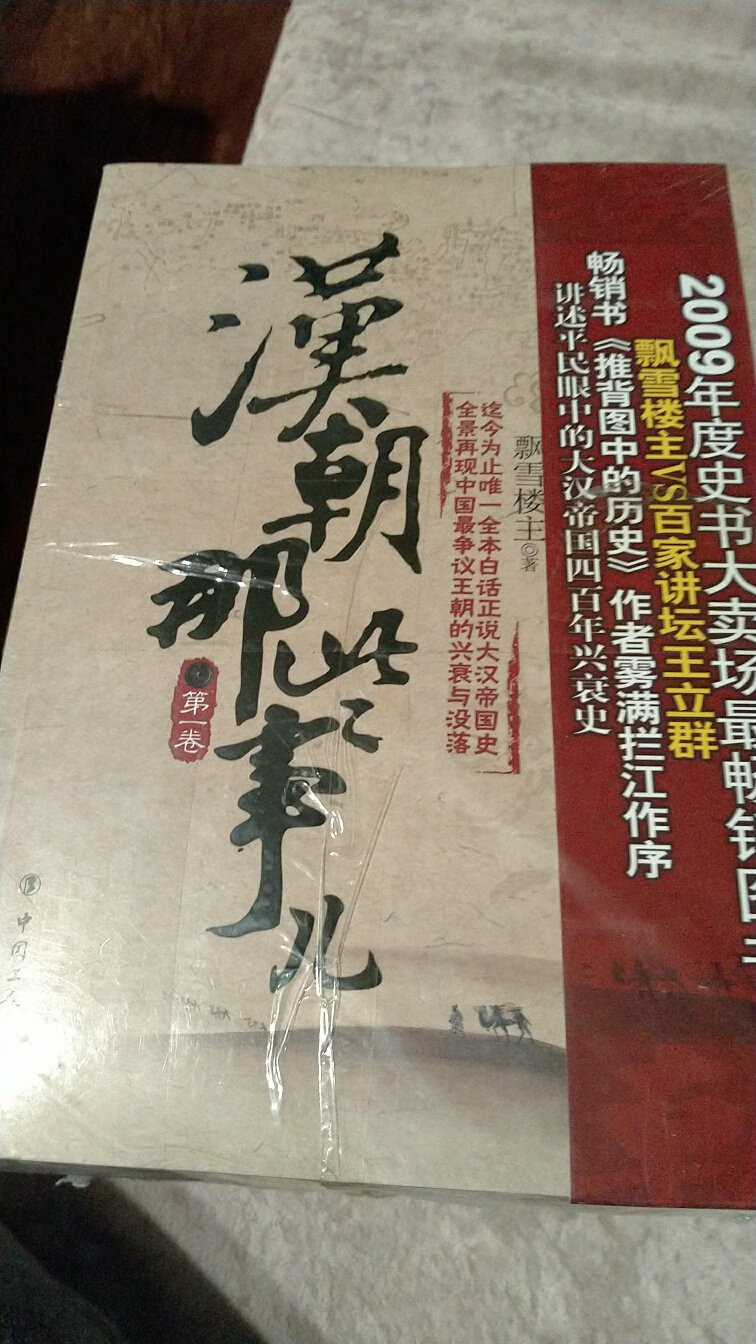 2009年度史书大卖场最畅销图
飘雪楼主VS百家讲坛王立群
畅销书《推背图中的历史》作者雾满拦江作序
讲述平民眼中的大汉帝国四百年兴衰史
飘雪楼主◎著
迄今为止唯一全本白话正说大汉帝国史
全景再现中国最争议王朝的兴衰与没落
漢朝那些事儿
第一卷
中国工